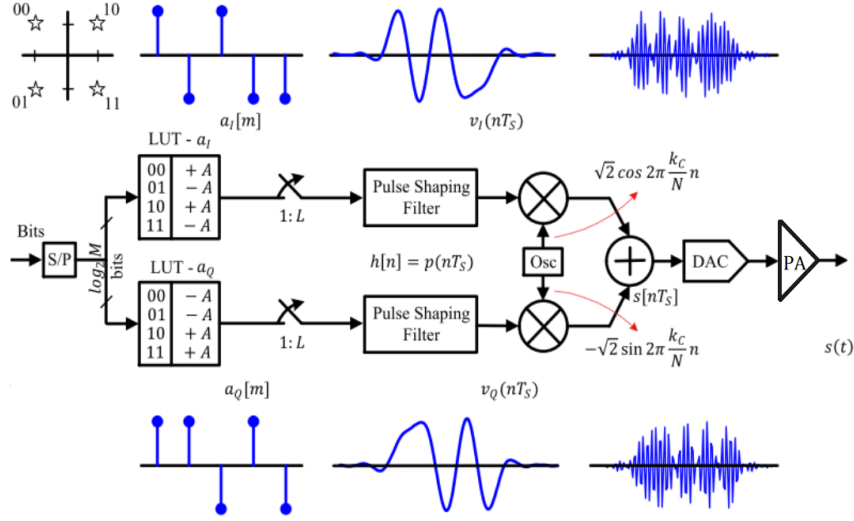 00
10
01
11
a_I[m]
v_I(nT_S)
LUT - a_I
00 + A
01 − A
10 + A
11 − A
1: L
Pulse Shaping
Filter
√2 cos 2π k_C/N n
Bits
S/P
log₂ M
bits
h[n] = p(nT_S)
Osc
s[nT_S]
DAC
PA
LUT - a_Q
00 − A
01 − A
10 + A
11 + A
1: L
Pulse Shaping
Filter
−√2 sin 2π k_C/N n
s(t)
a_Q[m]
v_Q(nT_S)